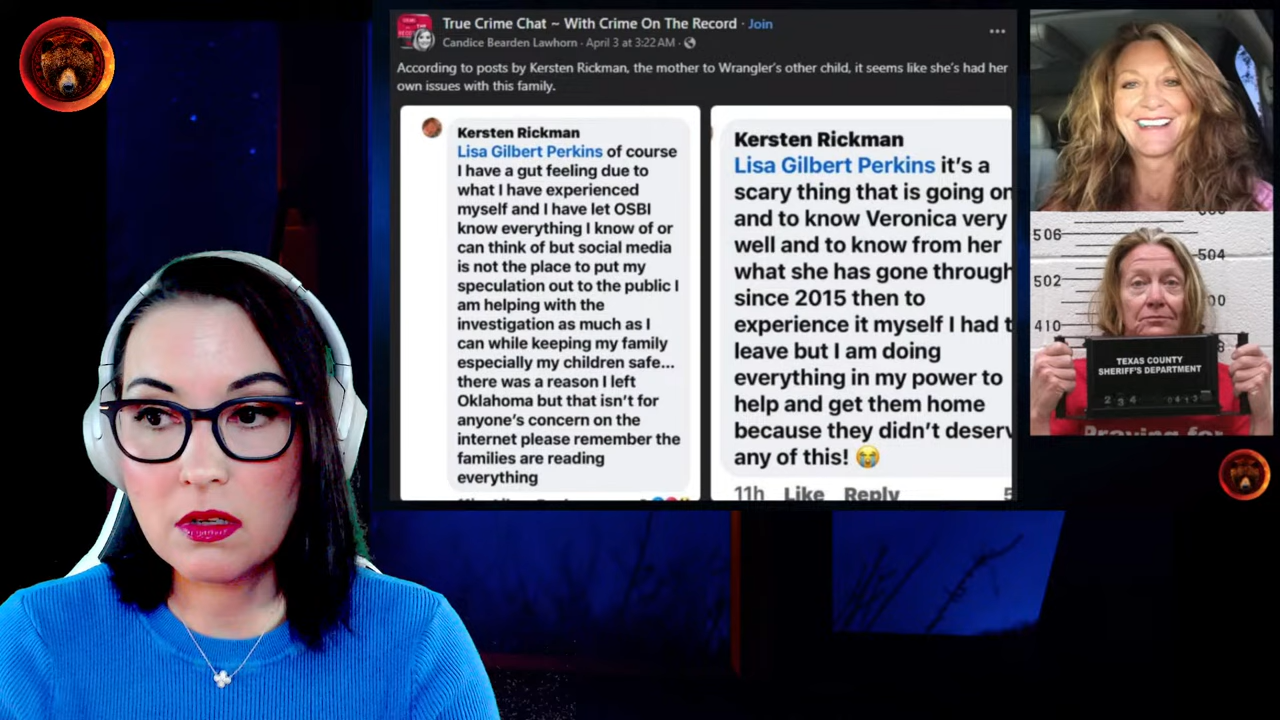 True Crime Chat ~ With Crime On The Record · Join
Candice Bearden Lawhorn · April 3 at 3:22 AM ·
According to posts by Kersten Rickman, the mother to Wrangler's other child, it seems like she's had her
own issues with this family.
Kersten Rickman
Lisa Gilbert Perkins of course
I have a gut feeling due to
what I have experienced
myself and I have let OSBI
know everything I know of or
can think of but social media
is not the place to put my
speculation out to the public I
am helping with the
investigation as much as I
can while keeping my family
especially my children safe...
there was a reason I left
Oklahoma but that isn't for
anyone's concern on the
internet please remember the
families are reading
everything
Kersten Rickman
Lisa Gilbert Perkins it's a
scary thing that is going on
and to know Veronica very
well and to know from her
what she has gone through
since 2015 then to
experience it myself I had t
leave but I am doing
everything in my power to
help and get them home
because they didn't deserv
any of this! 😭
11h Like Reply 5
506
504
502
410
TEXAS COUNTY
SHERIFF'S DEPARTMENT
Praying for